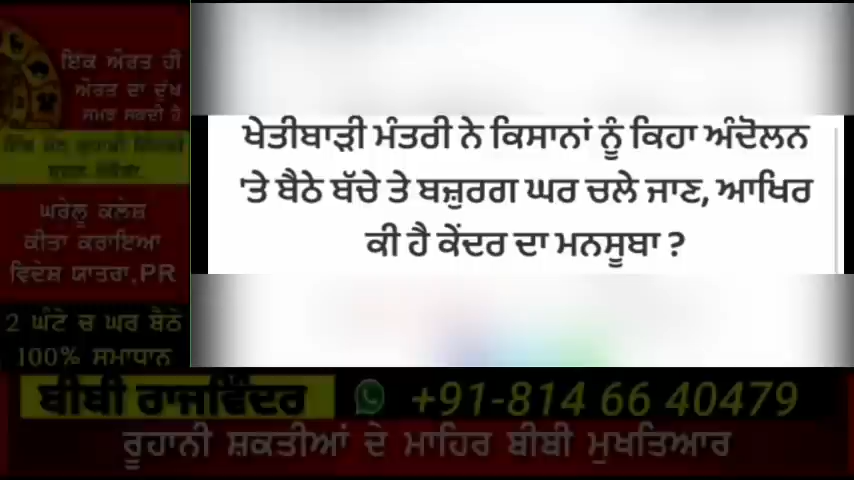 ਇਕ ਔਰਤ ਹੀ
ਔਰਤ ਦਾ ਦੁੱਖ
ਸਮਝ ਸਕਦੀ ਹੈ
ਘਰੇਲੂ ਕਲੇਸ਼
ਕੀਤਾ ਕਰਾਇਆ
ਵਿਦੇਸ਼ ਯਾਤਰਾ,PR
2 ਘੰਟੇ ਚ ਘਰ ਬੈਠੇ
100% ਸਮਾਧਾਨ
ਖੇਤੀਬਾੜੀ ਮੰਤਰੀ ਨੇ ਕਿਸਾਨਾਂ ਨੂੰ ਕਿਹਾ ਅੰਦੋਲਨ
'ਤੇ ਬੈਠੇ ਬੱਚੇ ਤੇ ਬਜ਼ੁਰਗ ਘਰ ਚਲੇ ਜਾਣ, ਆਖਿਰ
ਕੀ ਹੈ ਕੇਂਦਰ ਦਾ ਮਨਸੂਬਾ ?
ਬੀਬੀ ਰਾਜਵਿੰਦਰ +91-814 66 40479
ਰੂਹਾਨੀ ਸ਼ਕਤੀਆਂ ਦੇ ਮਾਹਿਰ ਬੀਬੀ ਮੁਖਤਿਆਰ